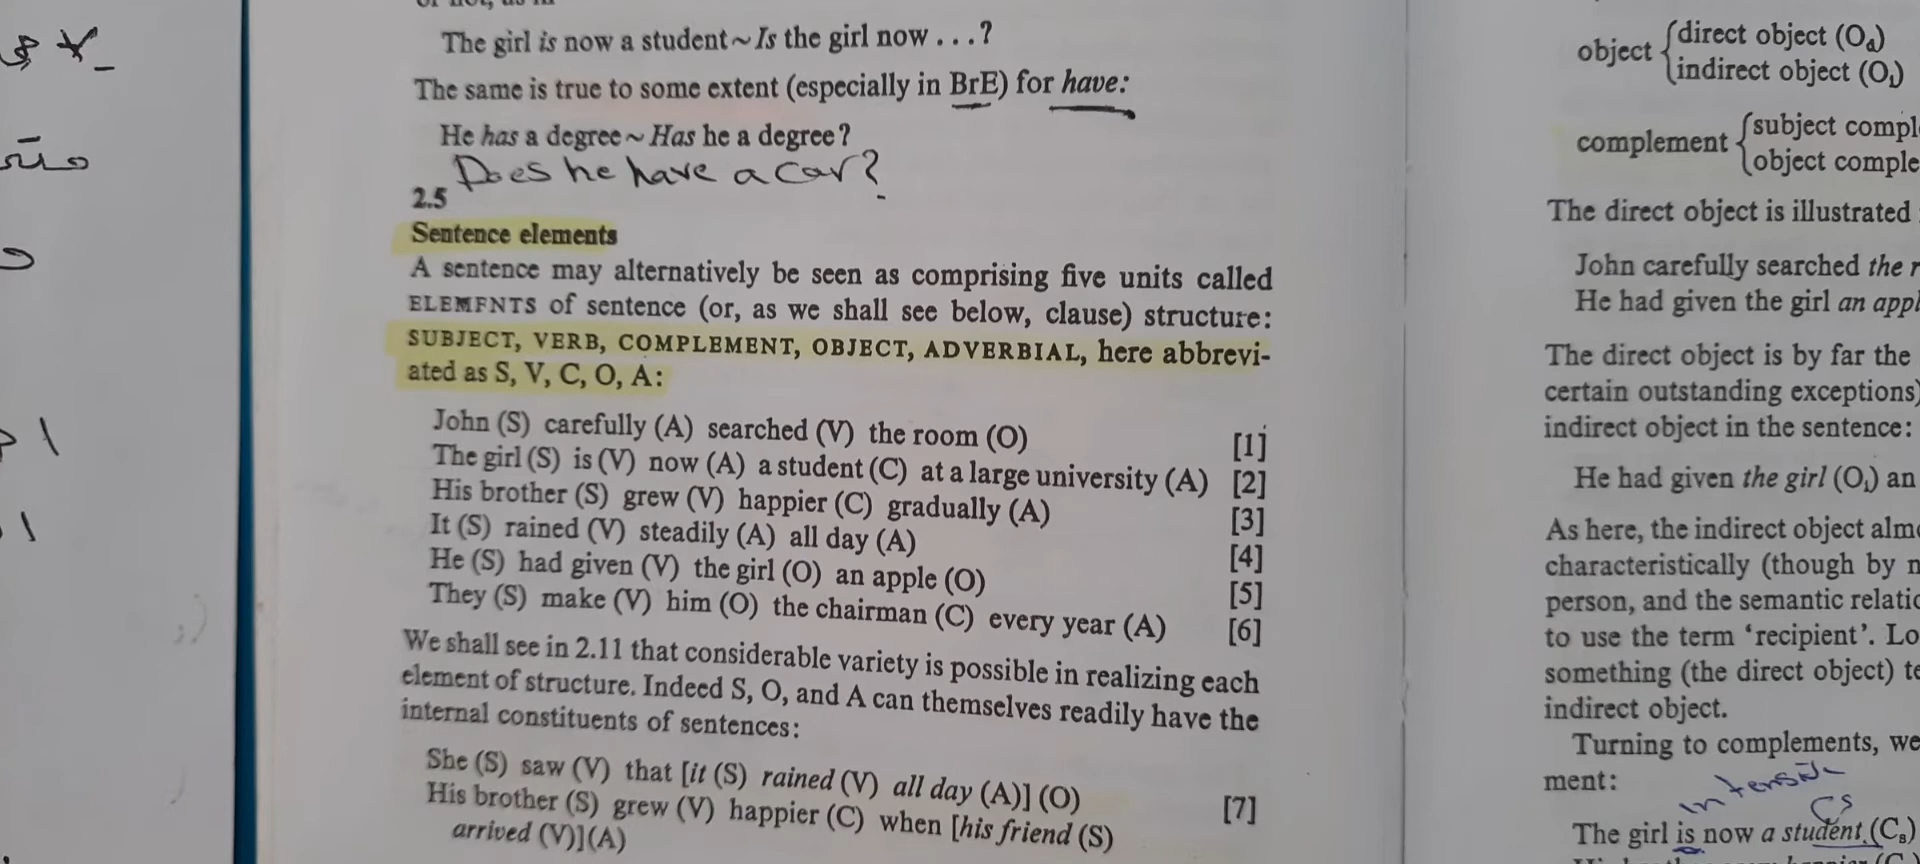 The girl is now a student ~ Is the girl now . . .?
The same is true to some extent (especially in BrE) for have:
He has a degree ~ Has he a degree?
Does he have a car?
2.5
Sentence elements
A sentence may alternatively be seen as comprising five units called
ELEMENTS of sentence (or, as we shall see below, clause) structure:
SUBJECT, VERB, COMPLEMENT, OBJECT, ADVERBIAL, here abbrevi-
ated as S, V, C, O, A:
John (S) carefully (A) searched (V) the room (O) [1]
The girl (S) is (V) now (A) a student (C) at a large university (A) [2]
His brother (S) grew (V) happier (C) gradually (A) [3]
It (S) rained (V) steadily (A) all day (A) [4]
He (S) had given (V) the girl (O) an apple (O) [5]
They (S) make (V) him (O) the chairman (C) every year (A) [6]
We shall see in 2.11 that considerable variety is possible in realizing each
element of structure. Indeed S, O, and A can themselves readily have the
internal constituents of sentences:
She (S) saw (V) that [it (S) rained (V) all day (A)] (O) [7]
His brother (S) grew (V) happier (C) when [his friend (S)
arrived (V)](A)
object { direct object (Od)
indirect object (Oi)
complement { subject compl
object comple
The direct object is illustrated
John carefully searched the r
He had given the girl an appl
The direct object is by far the
certain outstanding exceptions)
indirect object in the sentence:
He had given the girl (Oi) an
As here, the indirect object almo
characteristically (though by n
person, and the semantic relatio
to use the term 'recipient'. Lo
something (the direct object) to
indirect object.
Turning to complements, we
ment:
Cs
The girl is now a student (Cs)